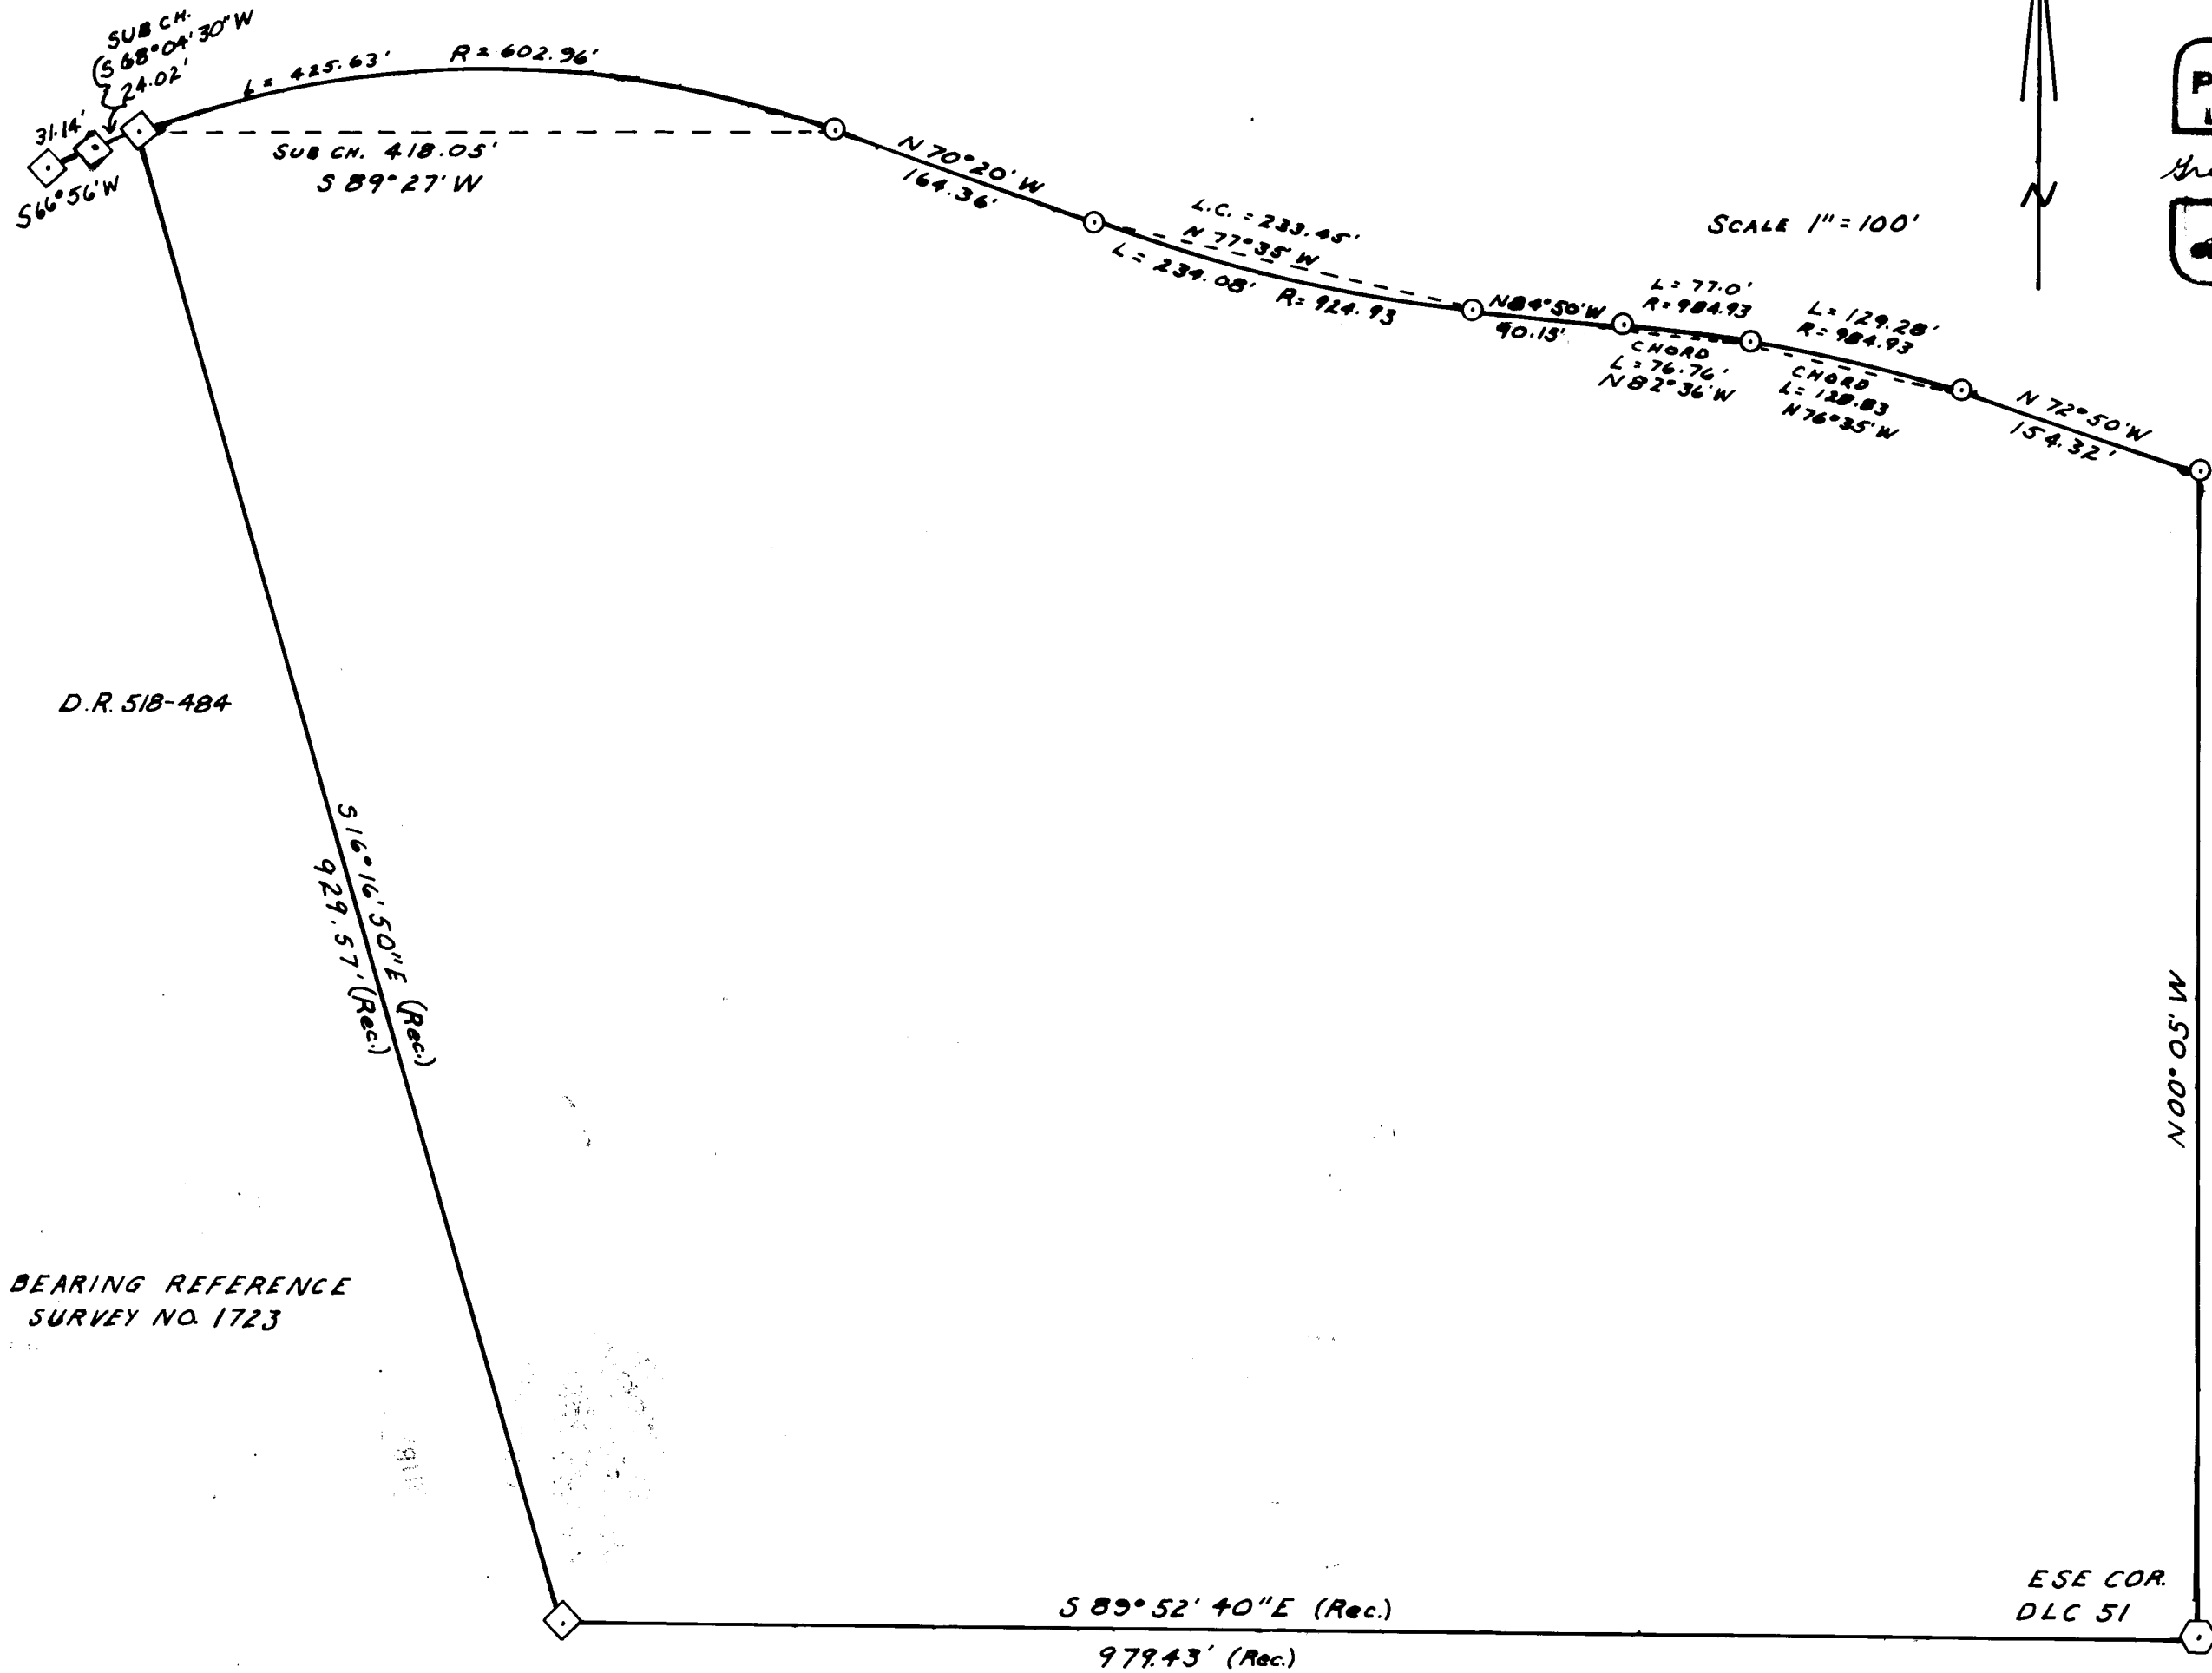 SUB CH.
S 68°04'30"W
24.02'
31.14'
S66°56'W
L = 425.63'
R = 602.96'
SUB CH. 418.05'
S 89°27'W
N 70°20'W
164.36'
L.C. = 233.45'
N 77°35'W
L = 234.08' R = 924.93
N84°50'W
90.15'
L = 77.0'
R = 984.93
CHORD
L = 76.76'
N82°36'W
L = 129.28'
R = 984.93
CHORD
L = 128.83
N76°35'W
N 72°50'W
154.32'
SCALE 1" = 100'
N
D.R. 518-484
S16°16'50"E (Rec.)
929.57' (Rec.)
N00°05'W
BEARING REFERENCE
SURVEY NO. 1723
S 89°52'40"E (Rec.)
979.43' (Rec.)
ESE COR.
DLC 51